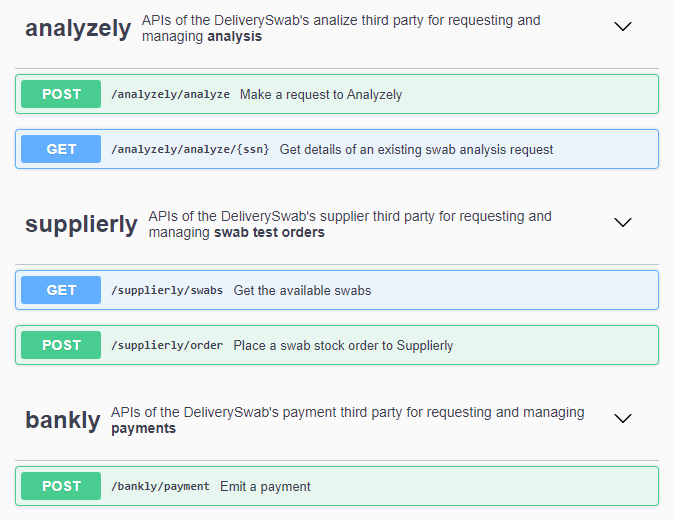 analyzely APIs of the DeliverySwab's analize third party for requesting and
managing analysis
POST /analyzely/analyze Make a request to Analyzely
GET /analyzely/analyze/{ssn} Get details of an existing swab analysis request
supplierly APIs of the DeliverySwab's supplier third party for requesting and
managing swab test orders
GET /supplierly/swabs Get the available swabs
POST /supplierly/order Place a swab stock order to Supplierly
bankly APIs of the DeliverySwab's payment third party for requesting and managing
payments
POST /bankly/payment Emit a payment